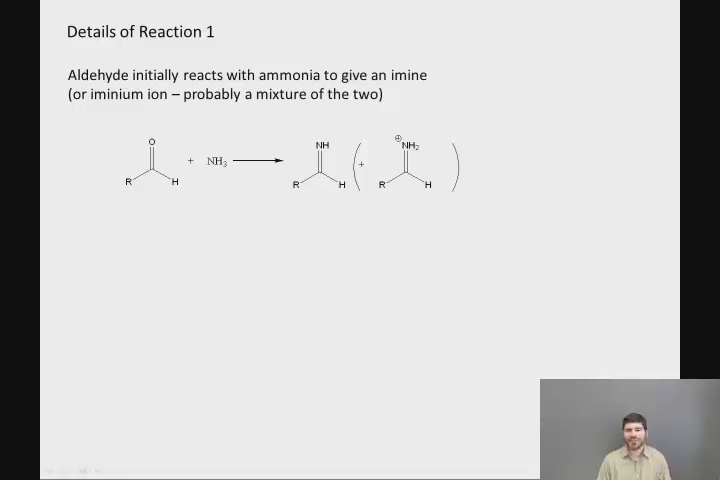 Details of Reaction 1
Aldehyde initially reacts with ammonia to give an imine
(or iminium ion – probably a mixture of the two)
O
R H + NH₃
NH
R H
( + ⊕
NH₂
R H )